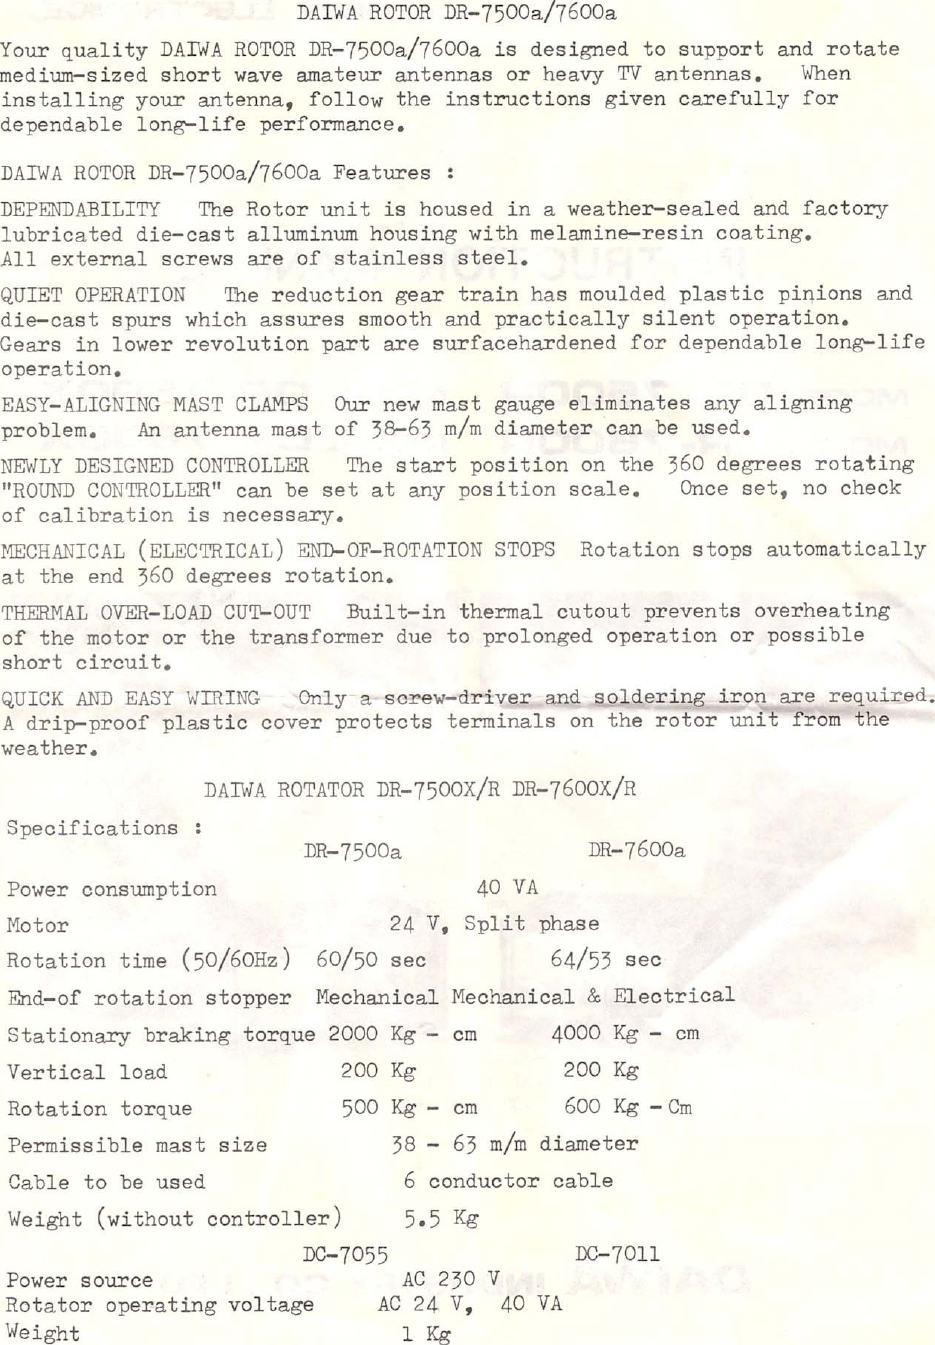 DAIWA ROTOR DR-7500a/7600a
Your quality DAIWA ROTOR DR-7500a/7600a is designed to support and rotate
medium-sized short wave amateur antennas or heavy TV antennas. When
installing your antenna, follow the instructions given carefully for
dependable long-life performance.
DAIWA ROTOR DR-7500a/7600a Features :
DEPENDABILITY The Rotor unit is housed in a weather-sealed and factory
lubricated die-cast alluminum housing with melamine-resin coating.
All external screws are of stainless steel.
QUIET OPERATION The reduction gear train has moulded plastic pinions and
die-cast spurs which assures smooth and practically silent operation.
Gears in lower revolution part are surfacehardened for dependable long-life
operation.
EASY-ALIGNING MAST CLAMPS Our new mast gauge eliminates any aligning
problem. An antenna mast of 38-63 m/m diameter can be used.
NEWLY DESIGNED CONTROLLER The start position on the 360 degrees rotating
"ROUND CONTROLLER" can be set at any position scale. Once set, no check
of calibration is necessary.
MECHANICAL (ELECTRICAL) END-OF-ROTATION STOPS Rotation stops automatically
at the end 360 degrees rotation.
THERMAL OVER-LOAD CUT-OUT Built-in thermal cutout prevents overheating
of the motor or the transformer due to prolonged operation or possible
short circuit.
QUICK AND EASY WIRING Only a screw-driver and soldering iron are required.
A drip-proof plastic cover protects terminals on the rotor unit from the
weather.
DAIWA ROTATOR DR-7500X/R DR-7600X/R
Specifications :
DR-7500a DR-7600a
Power consumption 40 VA
Motor 24 V, Split phase
Rotation time (50/60Hz) 60/50 sec 64/53 sec
End-of rotation stopper Mechanical Mechanical & Electrical
Stationary braking torque 2000 Kg - cm 4000 Kg - cm
Vertical load 200 Kg 200 Kg
Rotation torque 500 Kg - cm 600 Kg - Cm
Permissible mast size 38 - 63 m/m diameter
Cable to be used 6 conductor cable
Weight (without controller) 5.5 Kg
DC-7055 DC-7011
Power source AC 230 V
Rotator operating voltage AC 24 V, 40 VA
Weight 1 Kg